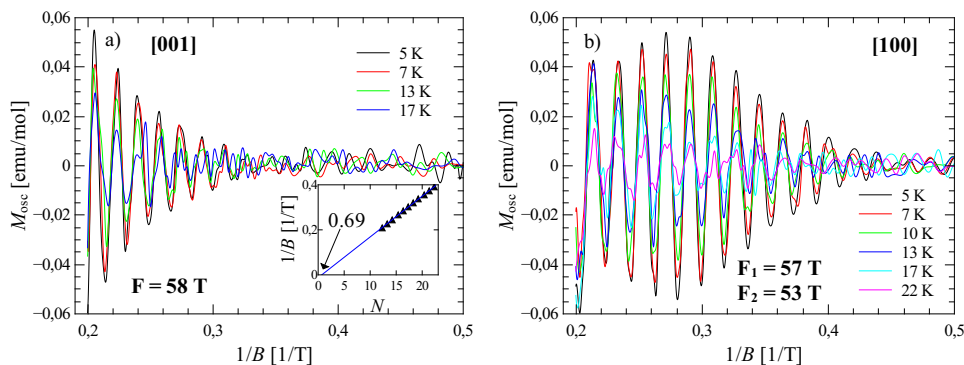 a) [001]
5 K
7 K
13 K
17 K
0,06
0,04
0,02
0
−0,02
−0,04
−0,06
M_osc [emu/mol]
F = 58 T
0,4
0,2
0
1/B [1/T]
0.69
0 5 10 15 20
N
0,2 0,3 0,4 0,5
1/B [1/T]
b) [100]
0,06
0,04
0,02
0
−0,02
−0,04
−0,06
M_osc [emu/mol]
5 K
7 K
10 K
13 K
17 K
22 K
F₁ = 57 T
F₂ = 53 T
0,2 0,3 0,4 0,5
1/B [1/T]